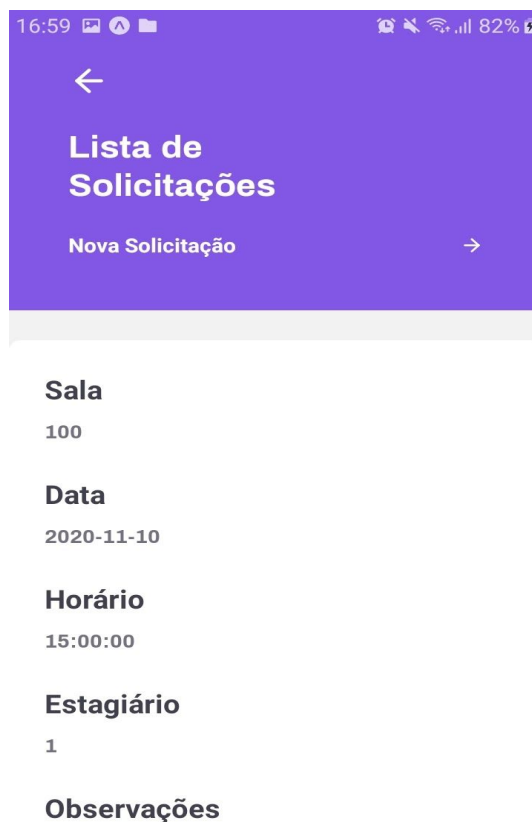 16:59 82%
Lista de
Solicitações
Nova Solicitação
Sala
100
Data
2020-11-10
Horário
15:00:00
Estagiário
1
Observações